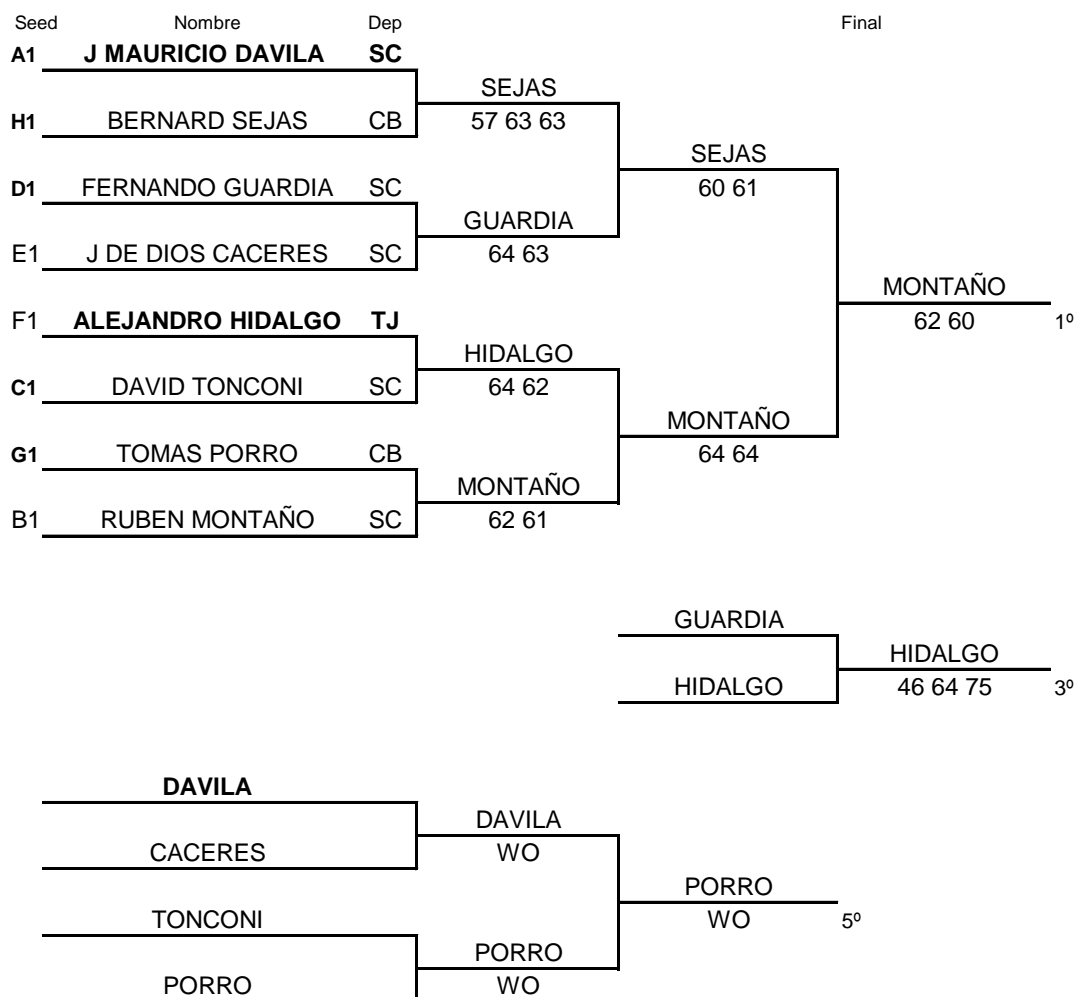 Seed Nombre Dep Final
A1 J MAURICIO DAVILA SC
SEJAS
H1 BERNARD SEJAS CB 57 63 63
SEJAS
D1 FERNANDO GUARDIA SC 60 61
GUARDIA
E1 J DE DIOS CACERES SC 64 63
MONTAÑO
F1 ALEJANDRO HIDALGO TJ 62 60 1º
HIDALGO
C1 DAVID TONCONI SC 64 62
MONTAÑO
G1 TOMAS PORRO CB 64 64
MONTAÑO
B1 RUBEN MONTAÑO SC 62 61
GUARDIA
HIDALGO
HIDALGO 46 64 75 3º
DAVILA
DAVILA
CACERES WO
PORRO
TONCONI WO 5º
PORRO
PORRO WO